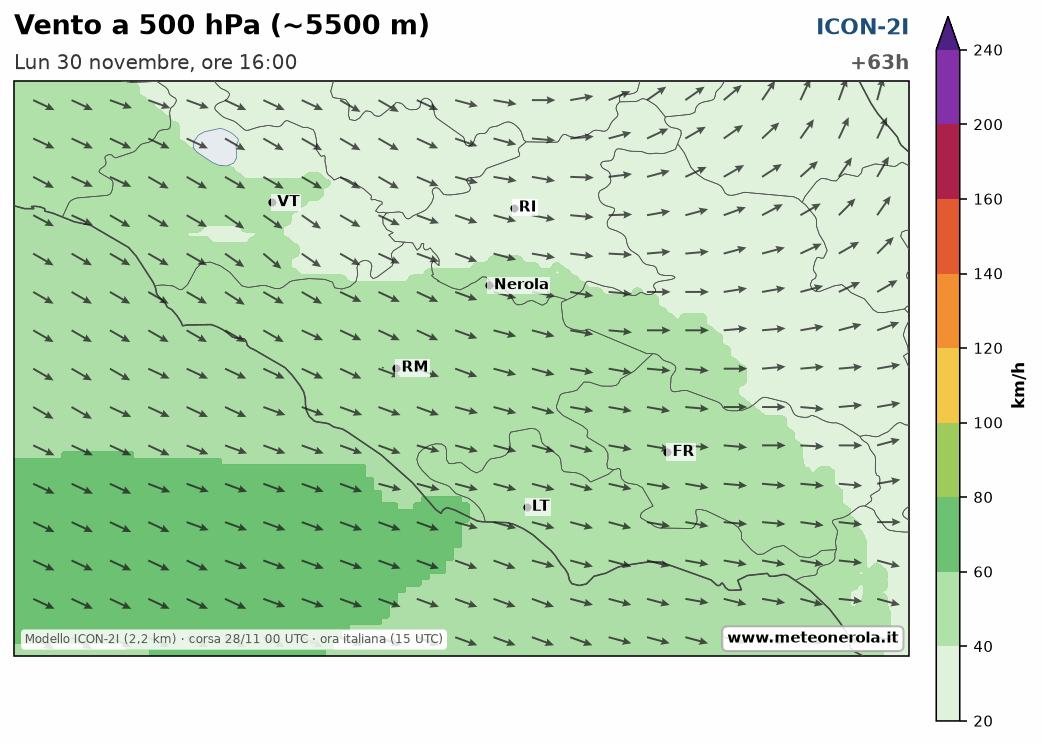 Vento a 500 hPa (~5500 m)
ICON-2I
Lun 30 novembre, ore 16:00
+63h
VT
RI
Nerola
RM
FR
LT
Modello ICON-2I (2,2 km) · corsa 28/11 00 UTC · ora italiana (15 UTC)
www.meteonerola.it
240
200
160
140
120
100
80
60
40
20
km/h